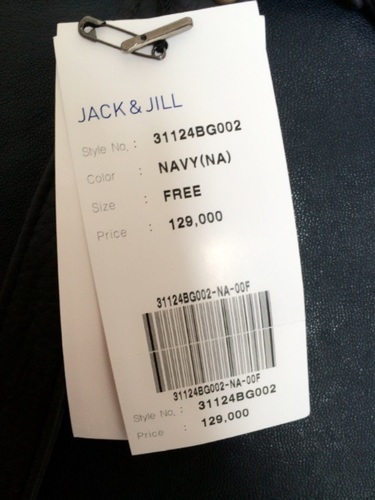 JACK & JILL
Style No. : 31124BG002
Color : NAVY(NA)
Size : FREE
Price : 129,000
31124BG002-NA-00F
31124BG002-NA-00F
Style No. : 31124BG002
Price : 129,000